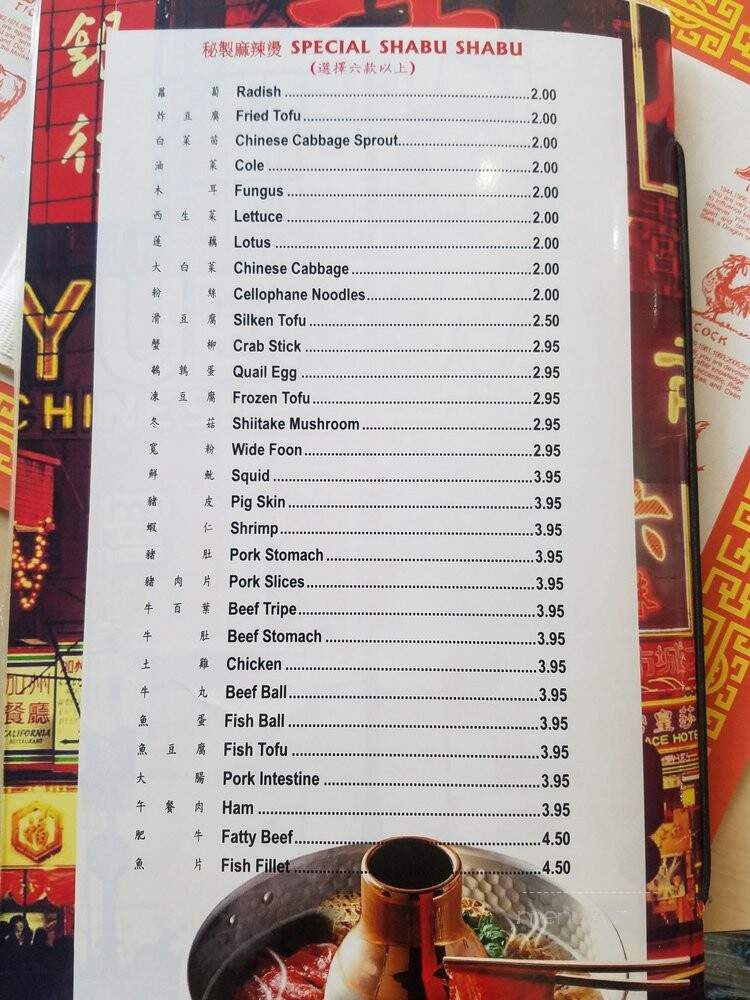 秘製麻辣燙 SPECIAL SHABU SHABU
(選擇六款以上)
蘿蔔 Radish 2.00
炸豆腐 Fried Tofu 2.00
白菜苗 Chinese Cabbage Sprout 2.00
油菜 Cole 2.00
木耳 Fungus 2.00
西生菜 Lettuce 2.00
蓮藕 Lotus 2.00
大白菜 Chinese Cabbage 2.00
粉絲 Cellophane Noodles 2.00
滑豆腐 Silken Tofu 2.50
蟹柳 Crab Stick 2.95
鵪鶉蛋 Quail Egg 2.95
凍豆腐 Frozen Tofu 2.95
冬菇 Shiitake Mushroom 2.95
寬粉 Wide Foon 2.95
鮮魷 Squid 3.95
豬皮 Pig Skin 3.95
蝦仁 Shrimp 3.95
豬肚 Pork Stomach 3.95
豬肉片 Pork Slices 3.95
牛百葉 Beef Tripe 3.95
牛肚 Beef Stomach 3.95
土雞 Chicken 3.95
牛丸 Beef Ball 3.95
魚蛋 Fish Ball 3.95
魚豆腐 Fish Tofu 3.95
大腸 Pork Intestine 3.95
午餐肉 Ham 3.95
肥牛 Fatty Beef 4.50
魚片 Fish Fillet 4.50
銀行
加州
餐廳
CALIFORNIA
RESTAURANT
福
COCK
ACE HOTE